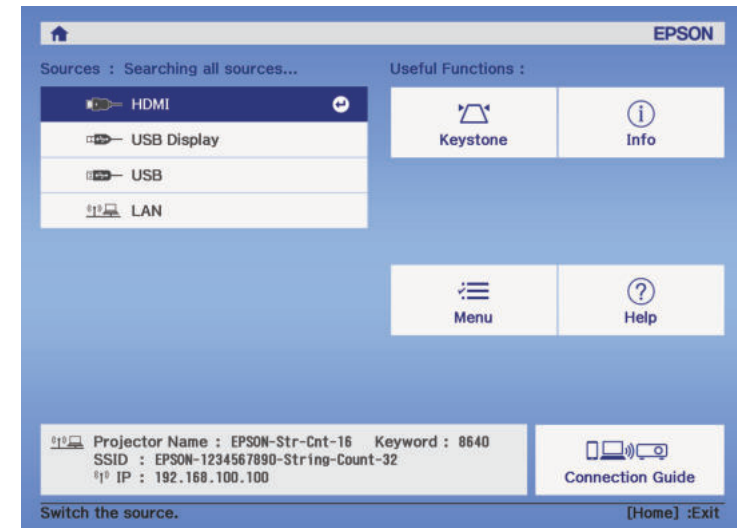 EPSON
Sources : Searching all sources...
HDMI
USB Display
USB
LAN
Useful Functions :
Keystone
Info
Menu
Help
Projector Name : EPSON-Str-Cnt-16 Keyword : 8640
SSID : EPSON-1234567890-String-Count-32
IP : 192.168.100.100
Connection Guide
Switch the source.
[Home] :Exit